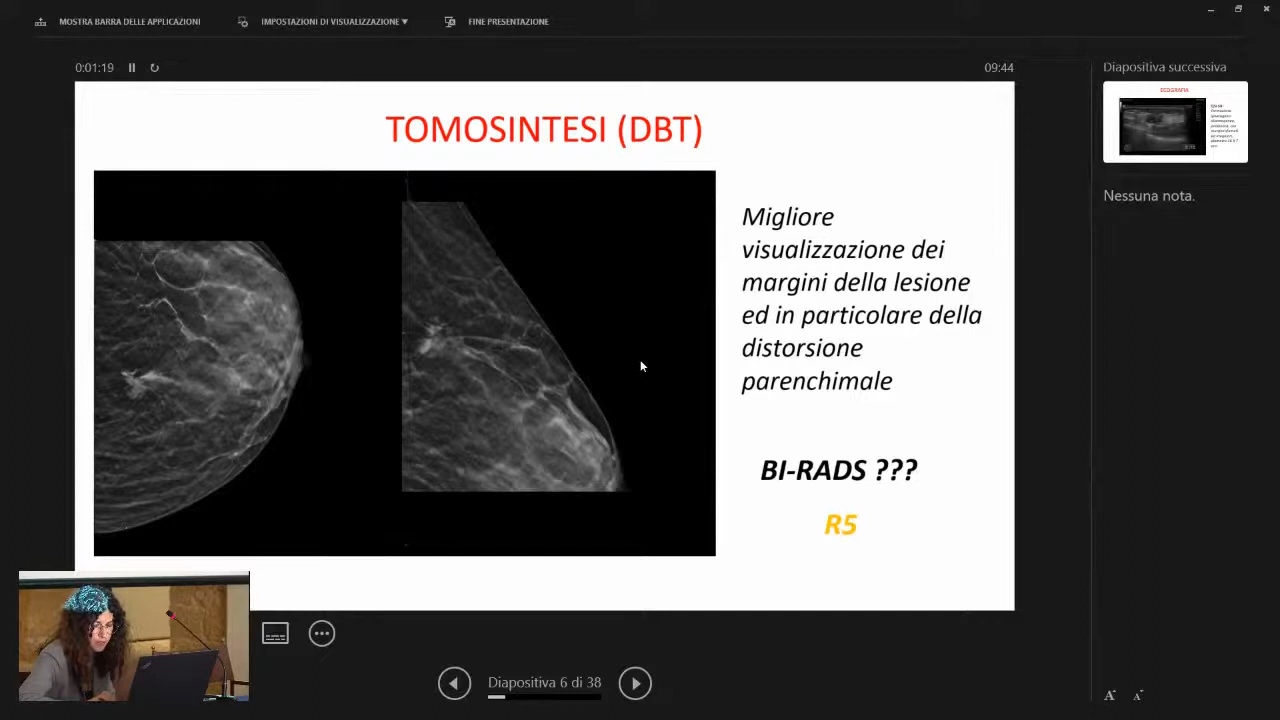 MOSTRA BARRA DELLE APPLICAZIONI
IMPOSTAZIONI DI VISUALIZZAZIONE ▼
FINE PRESENTAZIONE
0:01:19
09:44
TOMOSINTESI (DBT)
Migliore
visualizzazione dei
margini della lesione
ed in particolare della
distorsione
parenchimale
BI-RADS ???
R5
Diapositiva successiva
ECOGRAFIA
Nessuna nota.
Diapositiva 6 di 38